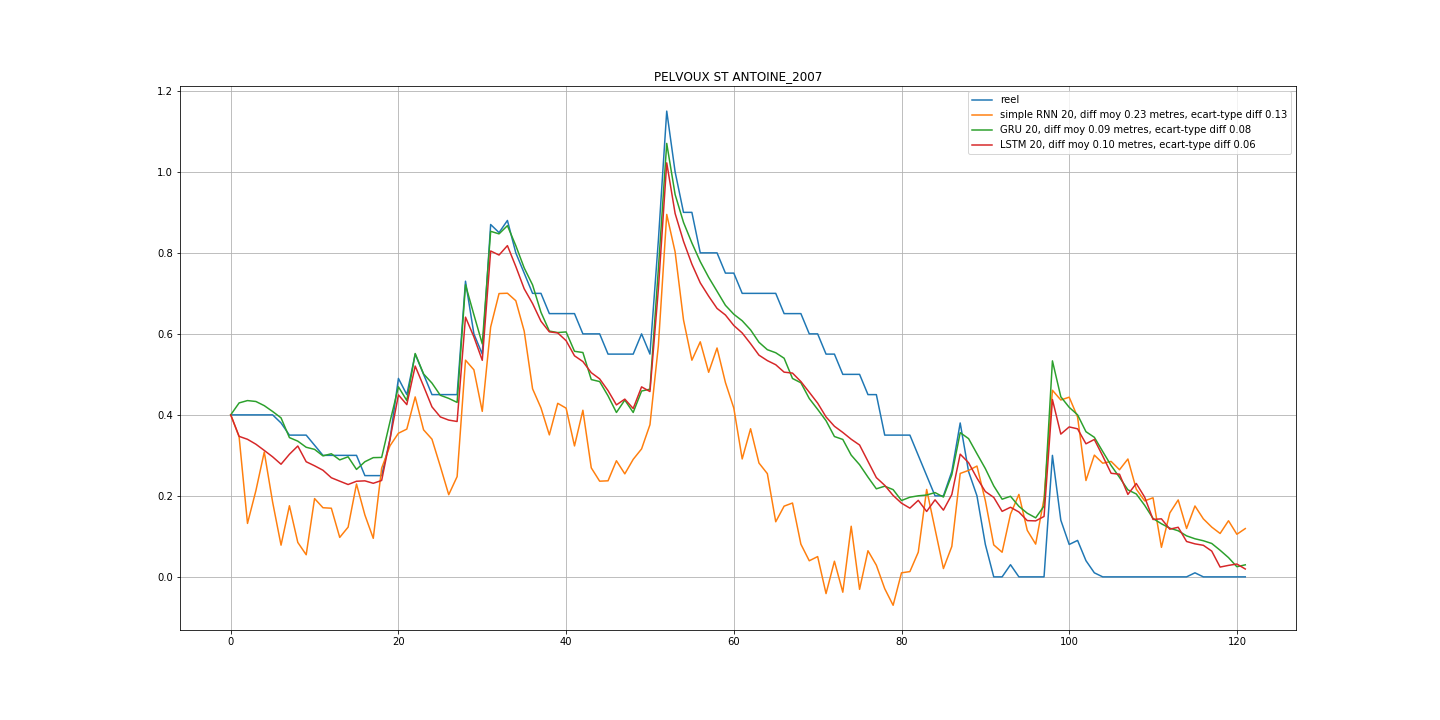 PELVOUX ST ANTOINE_2007
reel
simple RNN 20, diff moy 0.23 metres, ecart-type diff 0.13
GRU 20, diff moy 0.09 metres, ecart-type diff 0.08
LSTM 20, diff moy 0.10 metres, ecart-type diff 0.06
1.2
1.0
0.8
0.6
0.4
0.2
0.0
0 20 40 60 80 100 120